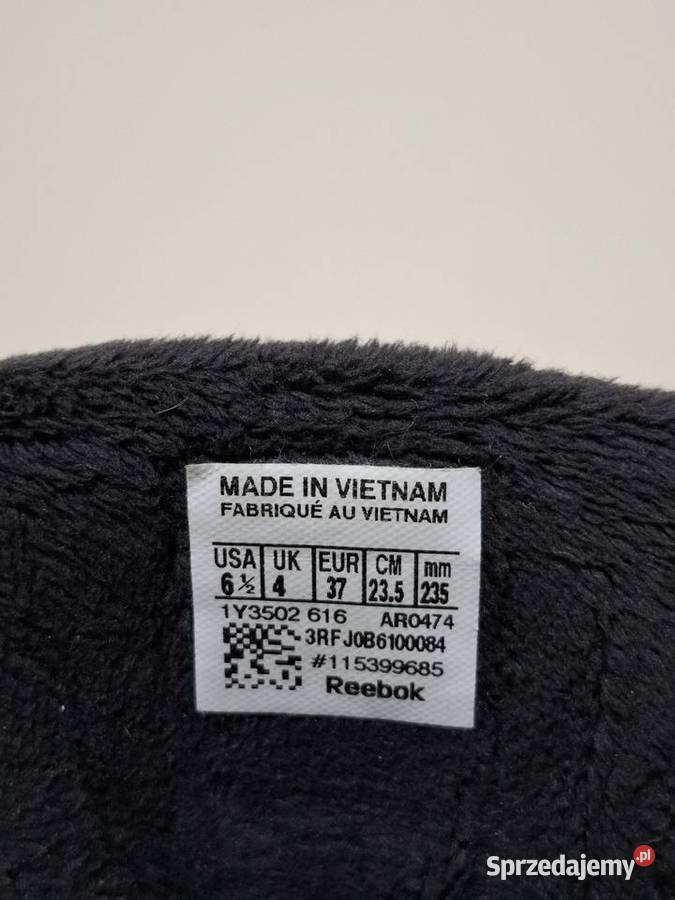 MADE IN VIETNAM
FABRIQUÉ AU VIETNAM
USA UK EUR CM mm
6 ½ 4 37 23.5 235
1Y3502 616 AR0474
3RFJ0B6100084
#115399685
Reebok
Sprzedajemy.pl